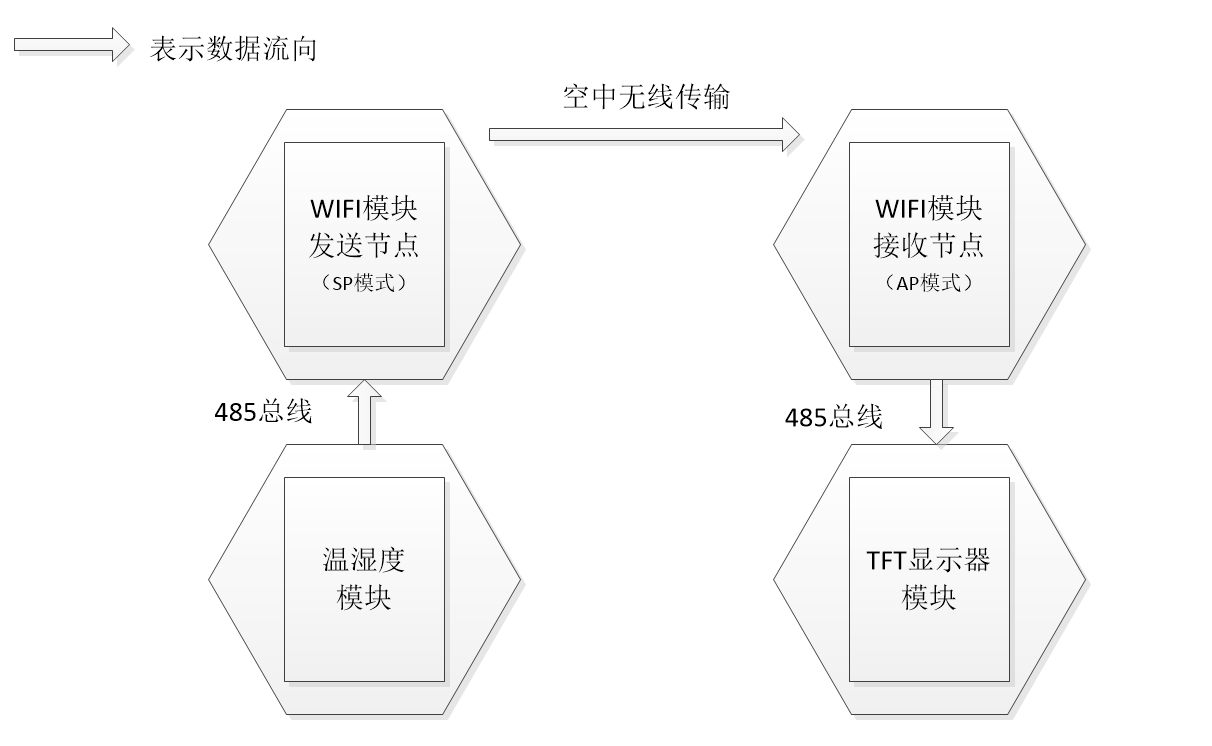 表示数据流向
空中无线传输
WIFI模块
发送节点
（SP模式）
WIFI模块
接收节点
（AP模式）
485总线
485总线
温湿度
模块
TFT显示器
模块